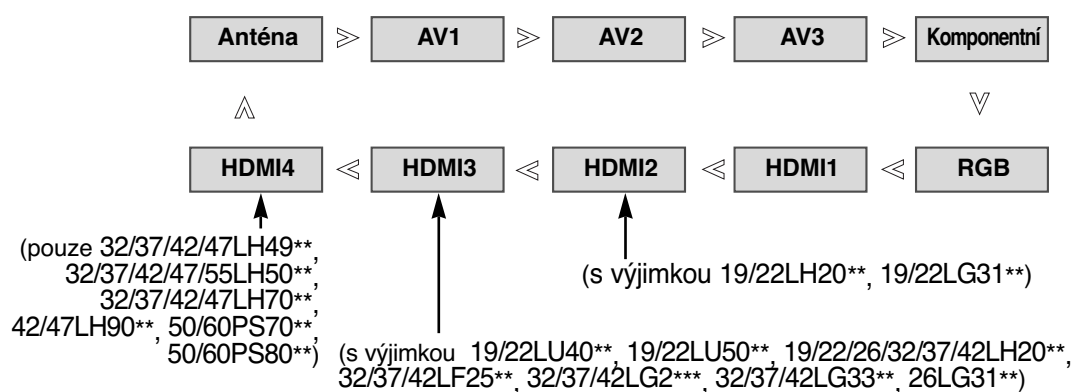 Anténa AV1 AV2 AV3 Komponentní
HDMI4 HDMI3 HDMI2 HDMI1 RGB
(pouze 32/37/42/47LH49**,
32/37/42/47/55LH50**,
32/37/42/47LH70**,
42/47LH90**, 50/60PS70**,
50/60PS80**)
(s výjimkou 19/22LH20**, 19/22LG31**)
(s výjimkou 19/22LU40**, 19/22LU50**, 19/22/26/32/37/42LH20**,
32/37/42LF25**, 32/37/42LG2***, 32/37/42LG33**, 26LG31**)